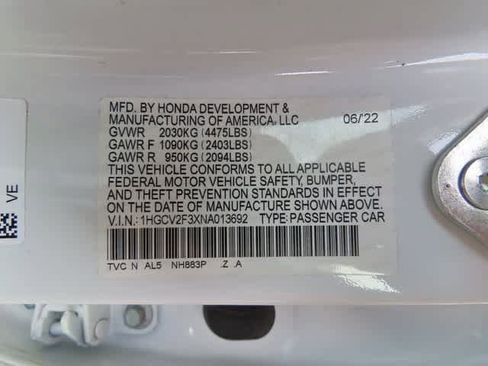 MFD. BY HONDA DEVELOPMENT &
MANUFACTURING OF AMERICA, LLC 06/'22
GVWR 2030KG (4475LBS)
GAWR F 1090KG (2403LBS)
GAWR R 950KG (2094LBS)
THIS VEHICLE CONFORMS TO ALL APPLICABLE
FEDERAL MOTOR VEHICLE SAFETY, BUMPER,
AND THEFT PREVENTION STANDARDS IN EFFECT
ON THE DATE OF MANUFACTURE SHOWN ABOVE.
V.I.N.: 1HGCV2F3XNA013692 TYPE:PASSENGER CAR
TVC N AL5 NH883P .Z .A
VE